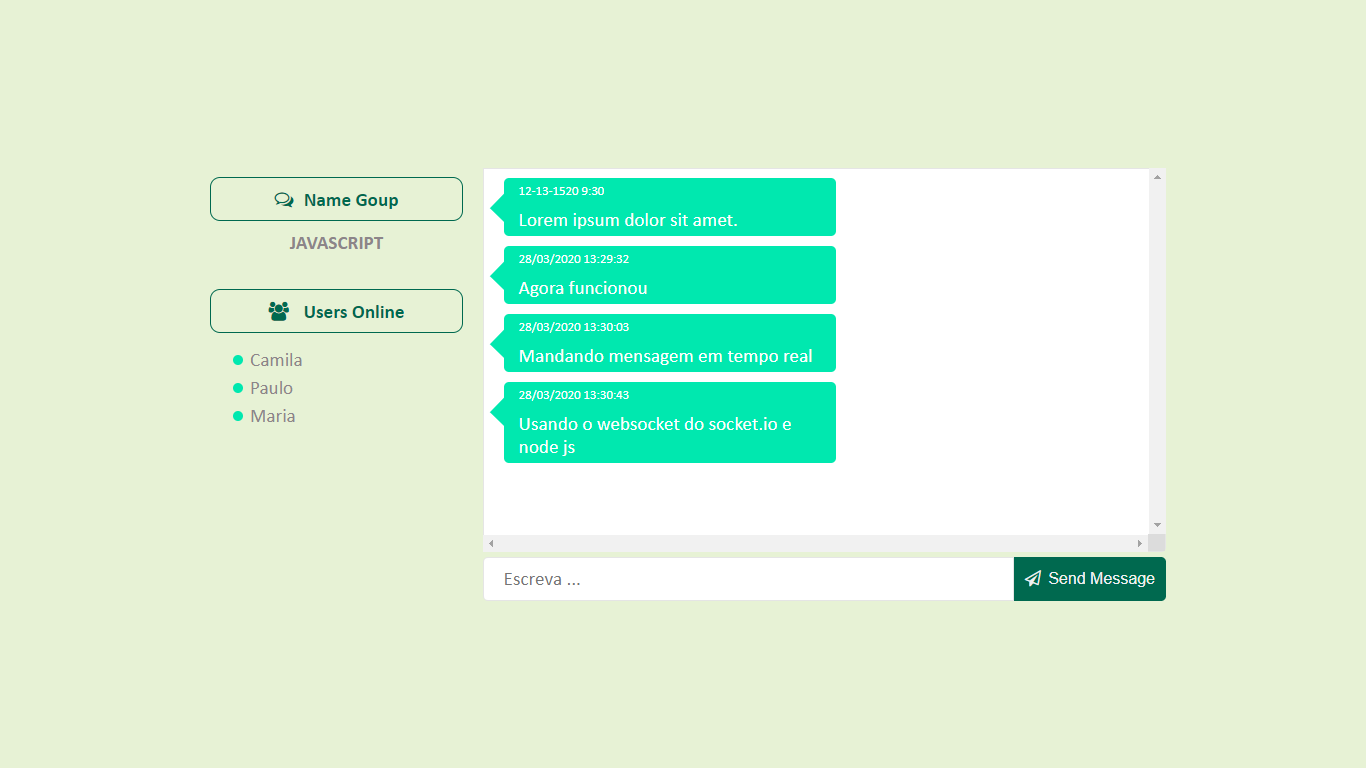 Name Goup
JAVASCRIPT
Users Online
Camila
Paulo
Maria
12-13-1520 9:30
Lorem ipsum dolor sit amet.
28/03/2020 13:29:32
Agora funcionou
28/03/2020 13:30:03
Mandando mensagem em tempo real
28/03/2020 13:30:43
Usando o websocket do socket.io e
node js
Escreva ...
Send Message